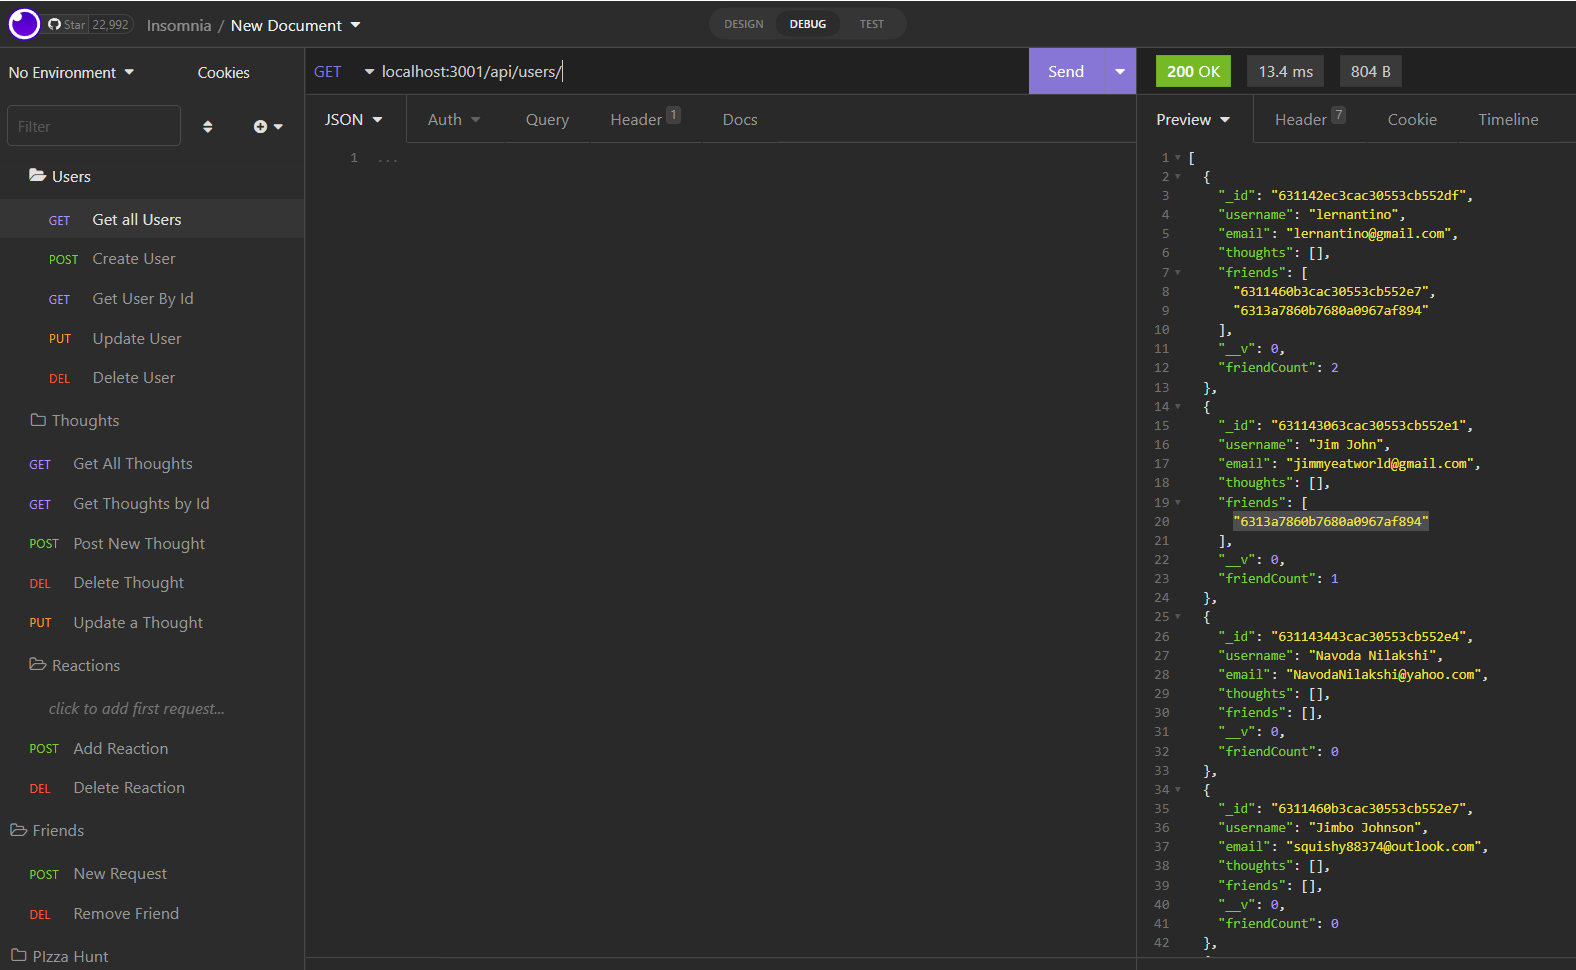 Star 22,992 Insomnia / New Document DESIGN DEBUG TEST
No Environment Cookies
GET localhost:3001/api/users/ Send 200 OK 13.4 ms 804 B
Filter
JSON Auth Query Header 1 Docs
Preview Header 7 Cookie Timeline
Users
GET Get all Users
POST Create User
GET Get User By Id
PUT Update User
DEL Delete User
Thoughts
GET Get All Thoughts
GET Get Thoughts by Id
POST Post New Thought
DEL Delete Thought
PUT Update a Thought
Reactions
click to add first request...
POST Add Reaction
DEL Delete Reaction
Friends
POST New Request
DEL Remove Friend
PIzza Hunt
1 ...
1 [
2 {
3 "_id": "631142ec3cac30553cb552df",
4 "username": "lernantino",
5 "email": "lernantino@gmail.com",
6 "thoughts": [],
7 "friends": [
8 "6311460b3cac30553cb552e7",
9 "6313a7860b7680a0967af894"
10 ],
11 "__v": 0,
12 "friendCount": 2
13 },
14 {
15 "_id": "631143063cac30553cb552e1",
16 "username": "Jim John",
17 "email": "jimmyeatworld@gmail.com",
18 "thoughts": [],
19 "friends": [
20 "6313a7860b7680a0967af894"
21 ],
22 "__v": 0,
23 "friendCount": 1
24 },
25 {
26 "_id": "631143443cac30553cb552e4",
27 "username": "Navoda Nilakshi",
28 "email": "NavodaNilakshi@yahoo.com",
29 "thoughts": [],
30 "friends": [],
31 "__v": 0,
32 "friendCount": 0
33 },
34 {
35 "_id": "6311460b3cac30553cb552e7",
36 "username": "Jimbo Johnson",
37 "email": "squishy88374@outlook.com",
38 "thoughts": [],
39 "friends": [],
40 "__v": 0,
41 "friendCount": 0
42 },